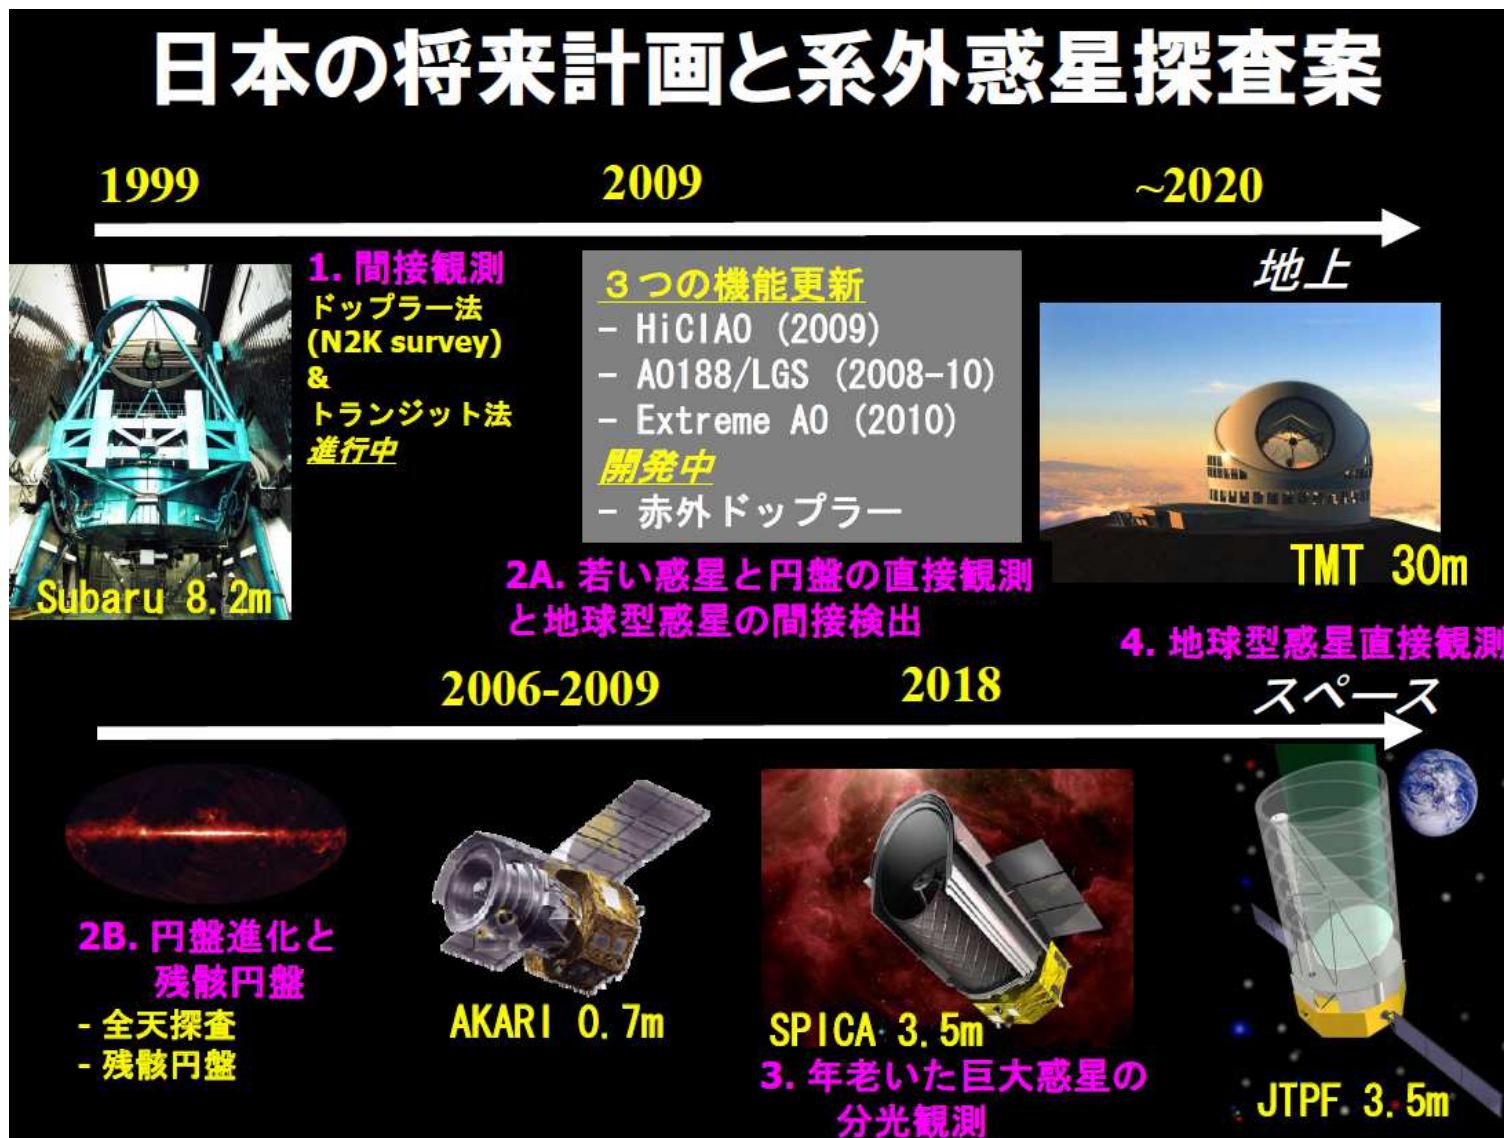 日本の将来計画と系外惑星探査案
1999
2009
~2020
地上
1. 間接観測
ドップラー法
(N2K survey)
&
トランジット法
進行中
Subaru 8.2m
３つの機能更新
- HiCIAO (2009)
- AO188/LGS (2008-10)
- Extreme AO (2010)
開発中
- 赤外ドップラー
2A. 若い惑星と円盤の直接観測
と地球型惑星の間接検出
TMT 30m
4. 地球型惑星直接観測
2006-2009
2018
スペース
2B. 円盤進化と
残骸円盤
- 全天探査
- 残骸円盤
AKARI 0.7m
SPICA 3.5m
3. 年老いた巨大惑星の
分光観測
JTPF 3.5m